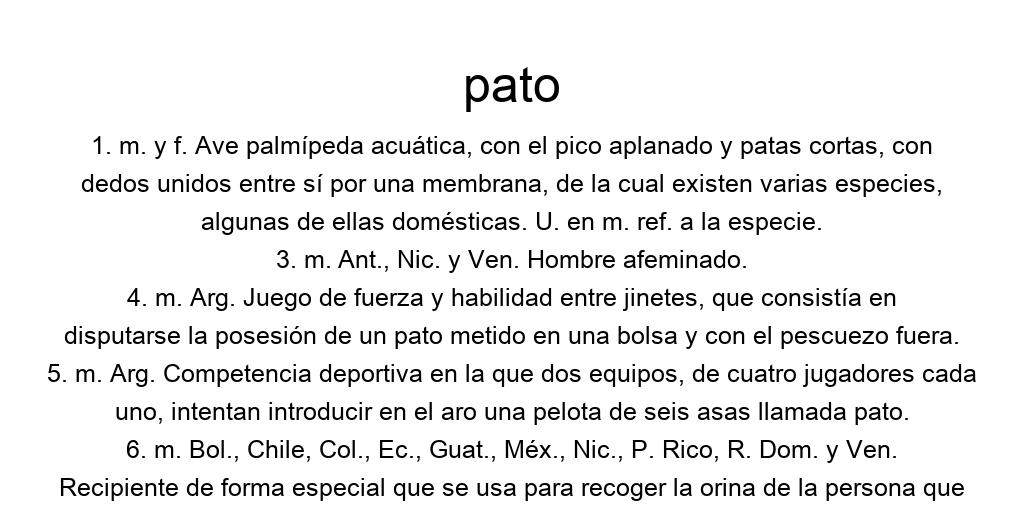 pato
1. m. y f. Ave palmípeda acuática, con el pico aplanado y patas cortas, con
dedos unidos entre sí por una membrana, de la cual existen varias especies,
algunas de ellas domésticas. U. en m. ref. a la especie.
3. m. Ant., Nic. y Ven. Hombre afeminado.
4. m. Arg. Juego de fuerza y habilidad entre jinetes, que consistía en
disputarse la posesión de un pato metido en una bolsa y con el pescuezo fuera.
5. m. Arg. Competencia deportiva en la que dos equipos, de cuatro jugadores cada
uno, intentan introducir en el aro una pelota de seis asas llamada pato.
6. m. Bol., Chile, Col., Ec., Guat., Méx., Nic., P. Rico, R. Dom. y Ven.
Recipiente de forma especial que se usa para recoger la orina de la persona que